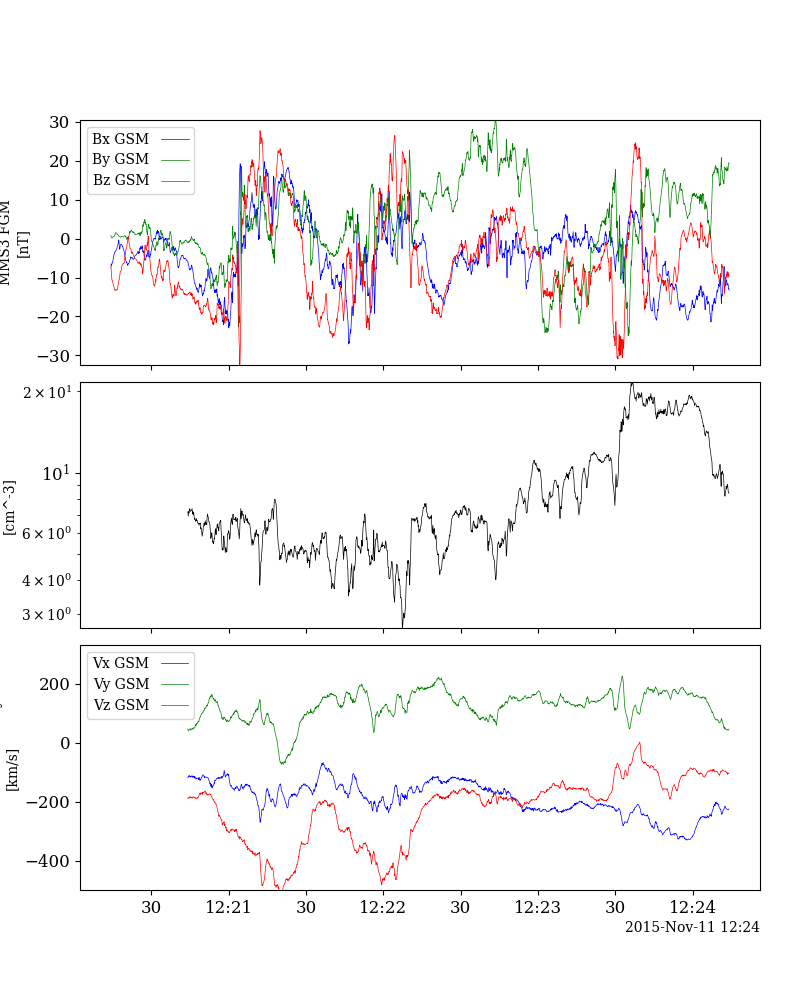 30
20
10
0
−10
−20
−30
MMS3 FGM
[nT]
Bx GSM
By GSM
Bz GSM
2 × 10¹
10¹
6 × 10⁰
4 × 10⁰
3 × 10⁰
[cm^-3]
200
0
−200
−400
[km/s]
Vx GSM
Vy GSM
Vz GSM
30 12:21 30 12:22 30 12:23 30 12:24
2015-Nov-11 12:24